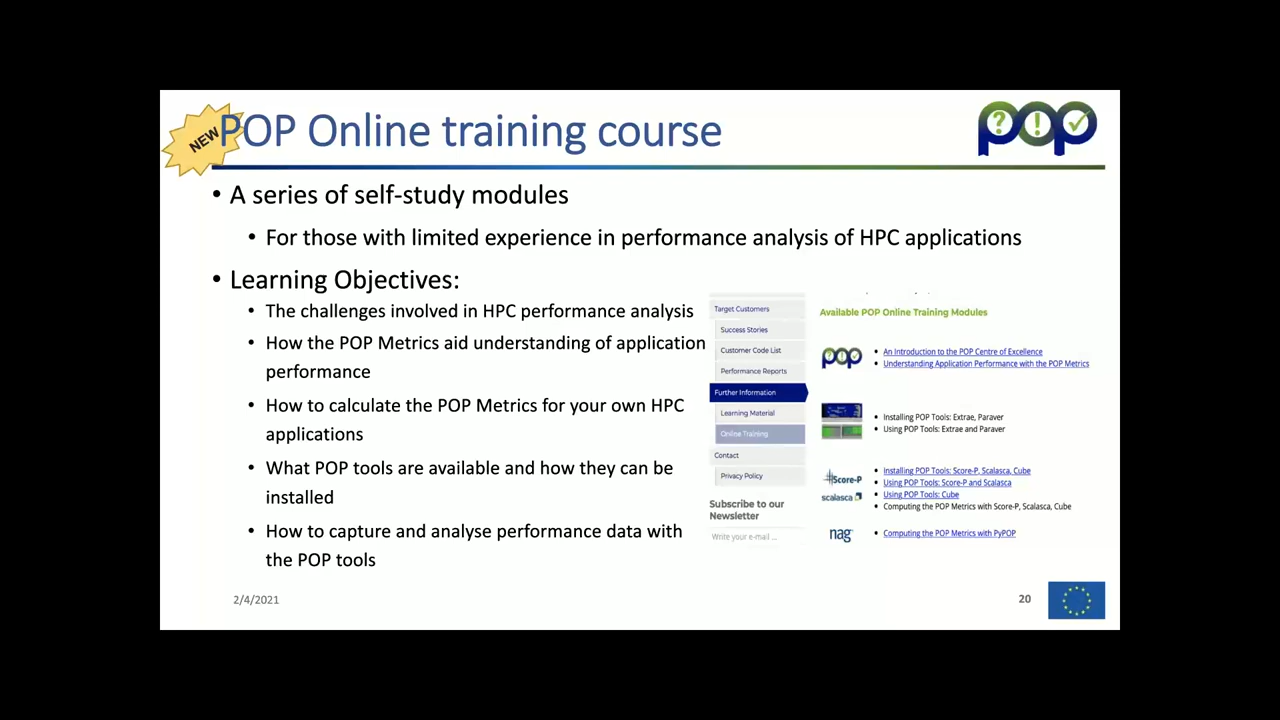 NEW
POP Online training course
pop
• A series of self-study modules
• For those with limited experience in performance analysis of HPC applications
• Learning Objectives:
• The challenges involved in HPC performance analysis
• How the POP Metrics aid understanding of application
performance
• How to calculate the POP Metrics for your own HPC
applications
• What POP tools are available and how they can be
installed
• How to capture and analyse performance data with
the POP tools
Target Customers
Success Stories
Customer Code List
Performance Reports
Further Information
Learning Material
Online Training
Contact
Privacy Policy
Subscribe to our
Newsletter
Write your e-mail ...
Available POP Online Training Modules
pop
• An Introduction to the POP Centre of Excellence
• Understanding Application Performance with the POP Metrics
• Installing POP Tools: Extrae, Paraver
• Using POP Tools: Extrae and Paraver
Score-P
scalasca
• Installing POP Tools: Score-P, Scalasca, Cube
• Using POP Tools: Score-P and Scalasca
• Using POP Tools: Cube
• Computing the POP Metrics with Score-P, Scalasca, Cube
nag
• Computing the POP Metrics with PyPOP
2/4/2021
20